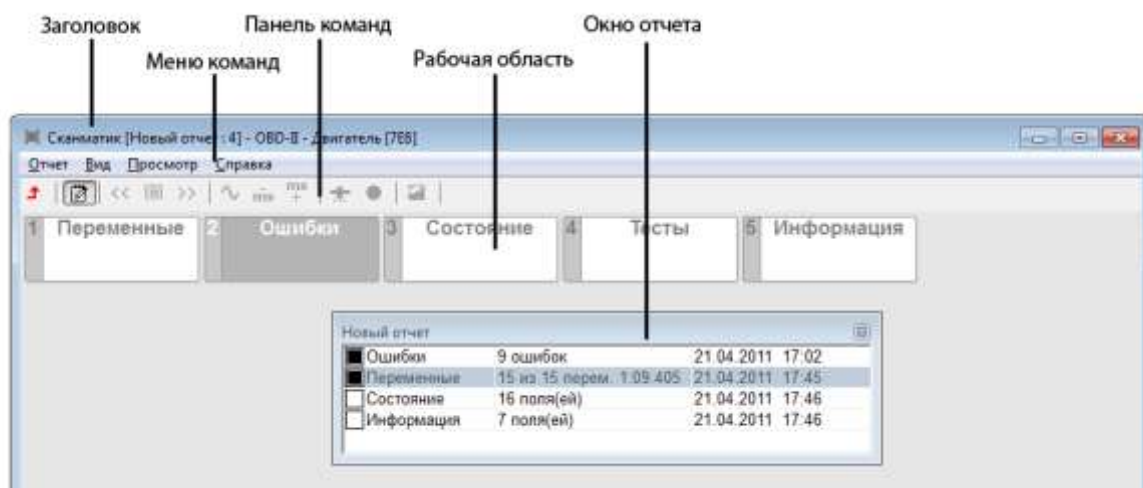 Заголовок Панель команд Окно отчета
Меню команд Рабочая область
Сканматик [Новый отчет : 4] - OBD-II - Двигатель [7E8]
Отчет Вид Просмотр Справка
1 Переменные 2 Ошибки 3 Состояние 4 Тесты 5 Информация
Новый отчет
Ошибки 9 ошибок 21.04.2011 17:02
Переменные 15 из 15 перем. 1:09.405 21.04.2011 17:45
Состояние 16 поля(ей) 21.04.2011 17:46
Информация 7 поля(ей) 21.04.2011 17:46